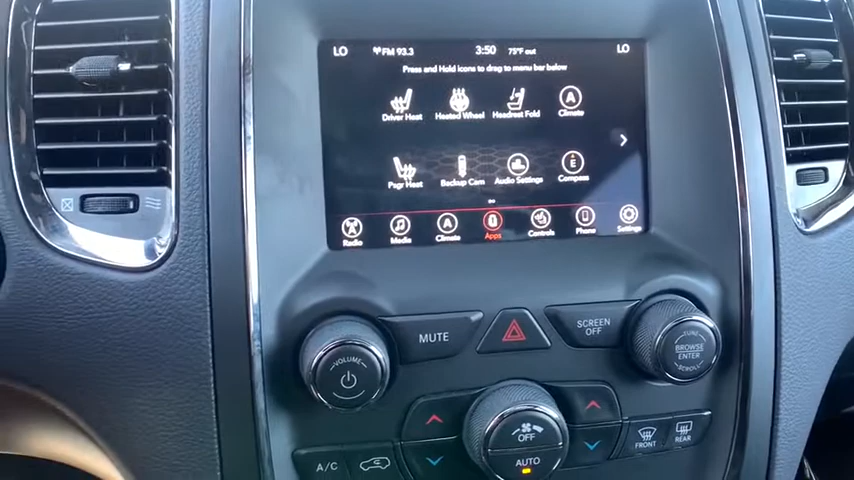 LO FM 93.3 3:50 75°F out LO
Press and Hold icons to drag to menu bar below
Driver Heat Heated Wheel Headrest Fold Climate
Psgr Heat Backup Cam Audio Settings Compass
Radio Media Climate Apps Controls Phone Settings
MUTE SCREEN OFF
VOLUME
TUNE
BROWSE
ENTER
SCROLL
OFF
AUTO
A/C FRONT REAR